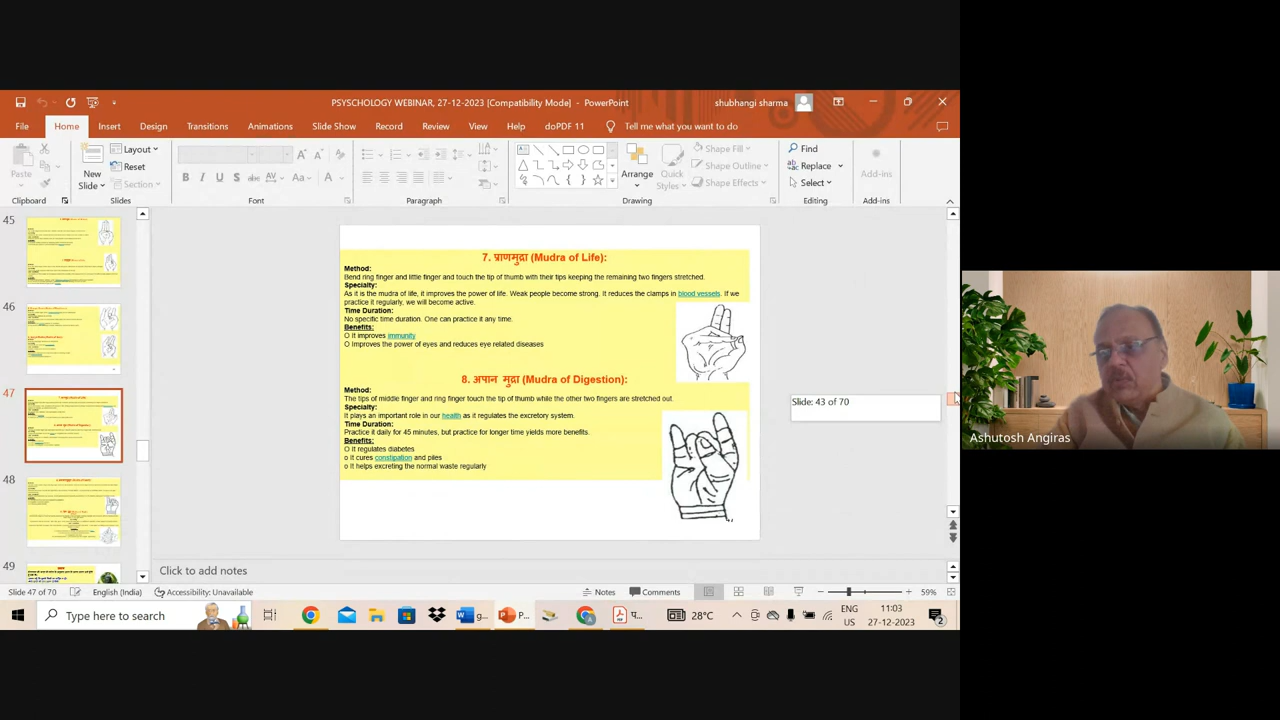 PSYSCHOLOGY WEBINAR, 27-12-2023 [Compatibility Mode] - PowerPoint
shubhangi sharma
File Home Insert Design Transitions Animations Slide Show Record Review View Help doPDF 11 Tell me what you want to do
Paste
Clipboard
New
Slide
Layout
Reset
Section
Slides
B I U S abc AV Aa A
Font
Paragraph
Arrange
Quick
Styles
Shape Fill
Shape Outline
Shape Effects
Drawing
Find
Replace
Select
Editing
Add-ins
Add-ins
45
46
47
48
49
7. प्राणमुद्रा (Mudra of Life):
Method:
Bend ring finger and little finger and touch the tip of thumb with their tips keeping the remaining two fingers stretched.
Specialty:
As it is the mudra of life, it improves the power of life. Weak people become strong. It reduces the clamps in blood vessels. If we
practice it regularly, we will become active.
Time Duration:
No specific time duration. One can practice it any time.
Benefits:
O It improves immunity
O Improves the power of eyes and reduces eye related diseases
8. अपान मुद्रा (Mudra of Digestion):
Method:
The tips of middle finger and ring finger touch the tip of thumb while the other two fingers are stretched out.
Specialty:
It plays an important role in our health as it regulates the excretory system.
Time Duration:
Practice it daily for 45 minutes, but practice for longer time yields more benefits.
Benefits:
O It regulates diabetes
o It cures constipation and piles
o It helps excreting the normal waste regularly
Slide: 43 of 70
Ashutosh Angiras
Click to add notes
Slide 47 of 70 English (India) Accessibility: Unavailable Notes Comments 59%
Type here to search
28°C
ENG
US
11:03
27-12-2023
2